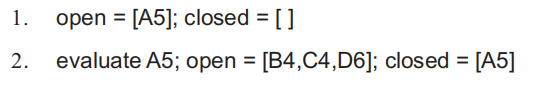 1. open = [A5]; closed = [ ]
2. evaluate A5; open = [B4,C4,D6]; closed = [A5]